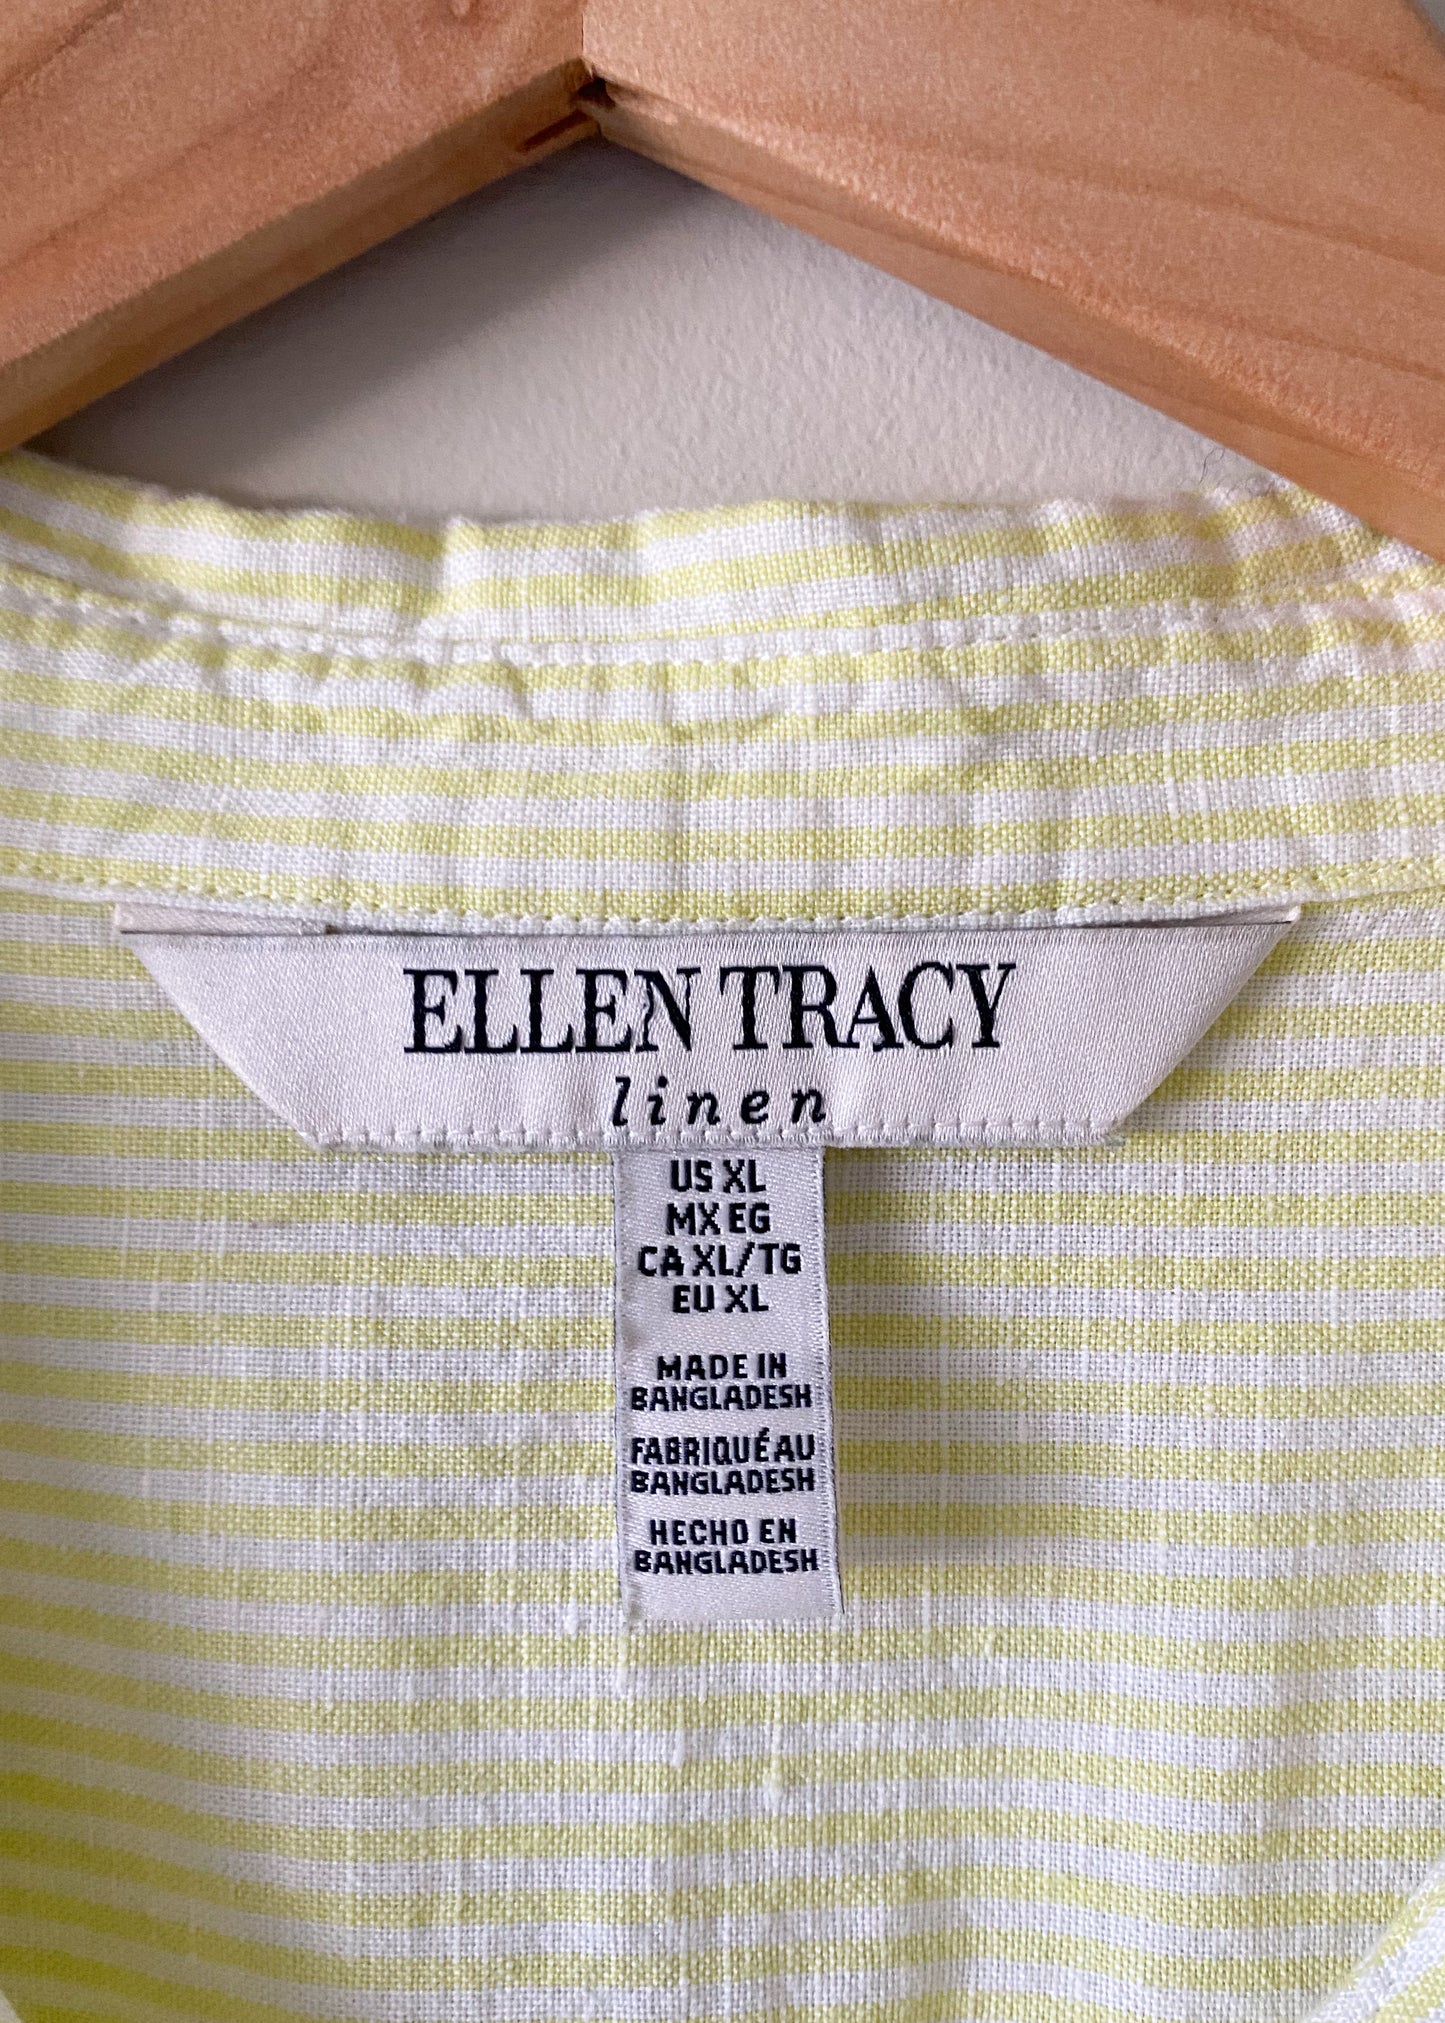 ELLEN TRACY
linen
US XL
MX EG
CA XL/TG
EU XL
MADE IN
BANGLADESH
FABRIQUÉ AU
BANGLADESH
HECHO EN
BANGLADESH